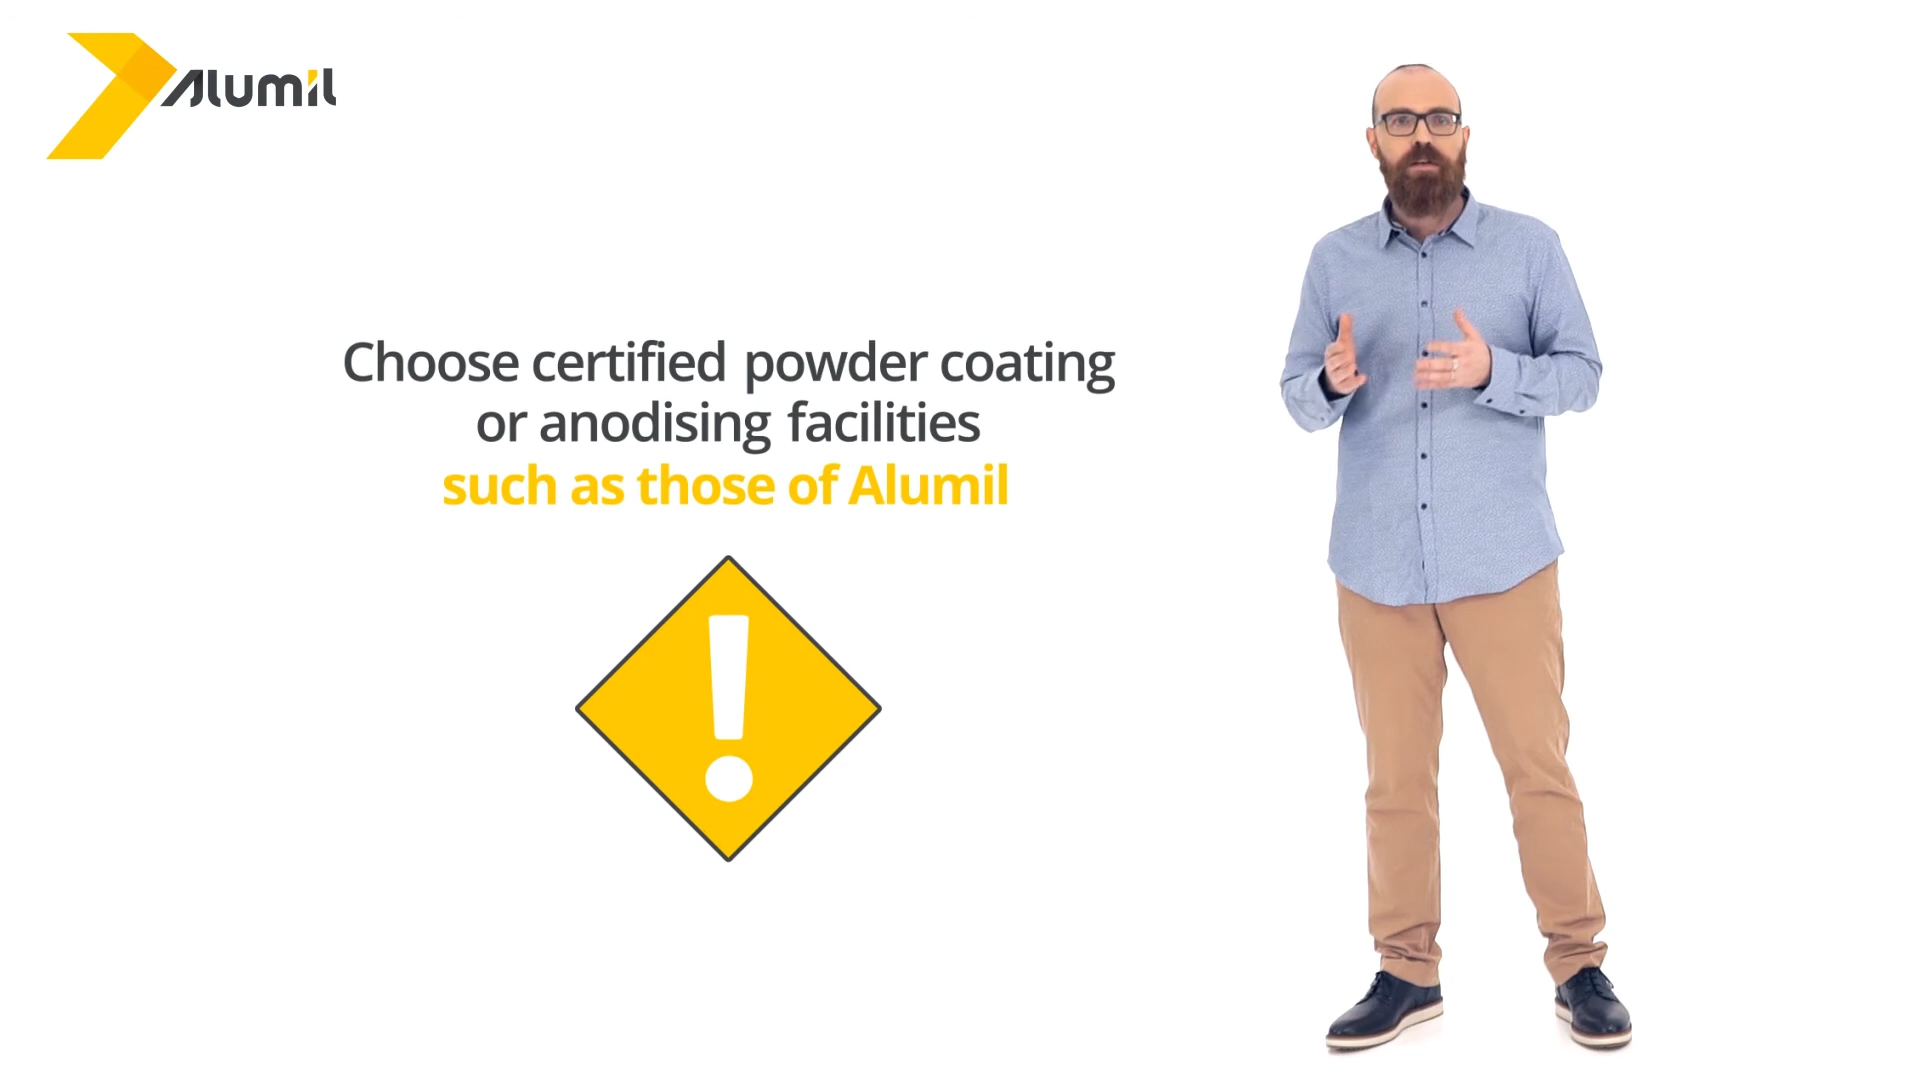 Alumil
Choose certified powder coating
or anodising facilities
such as those of Alumil
!